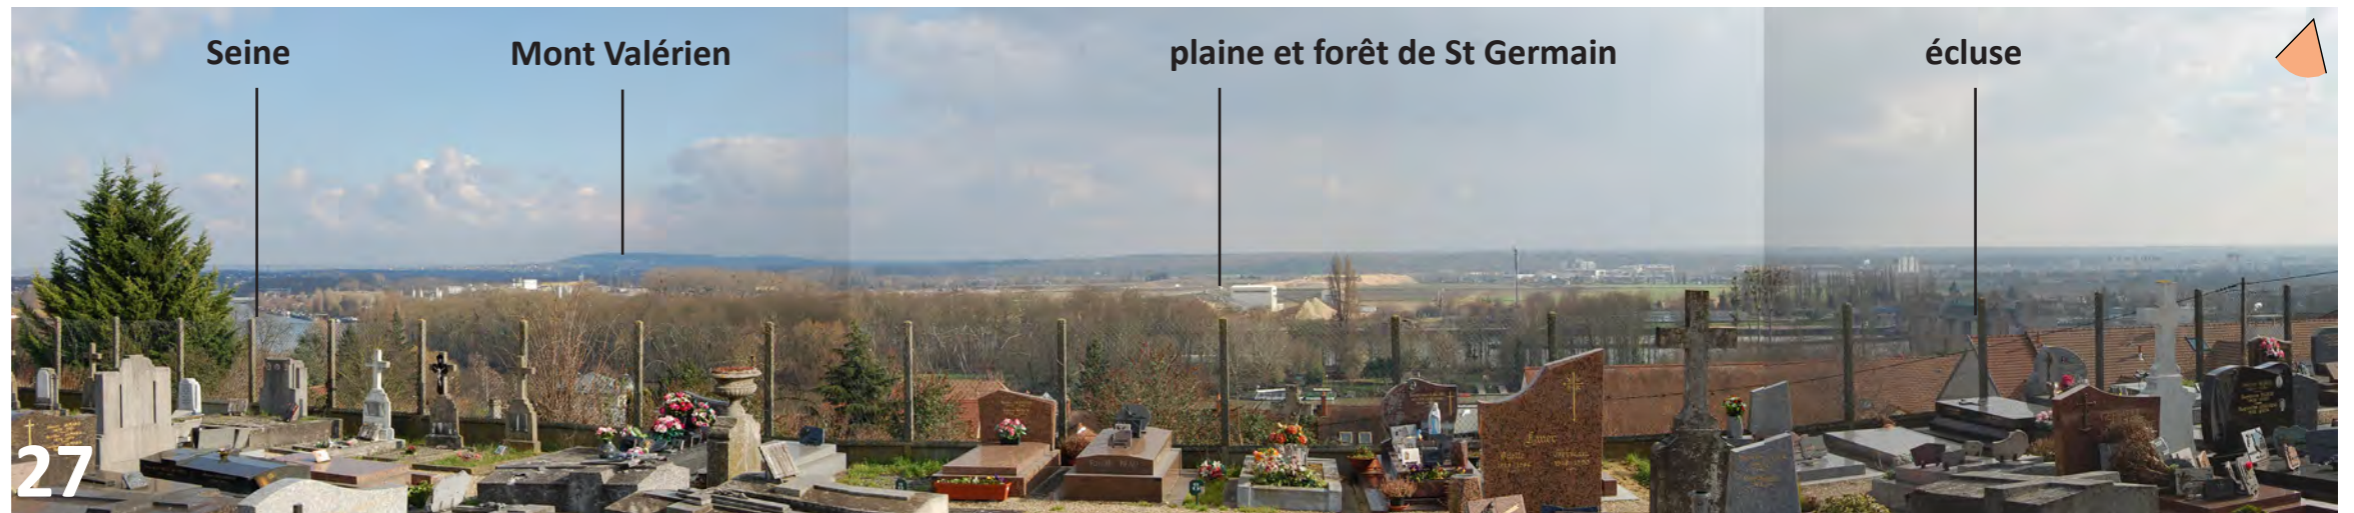 Seine
Mont Valérien
plaine et forêt de St Germain
écluse
27